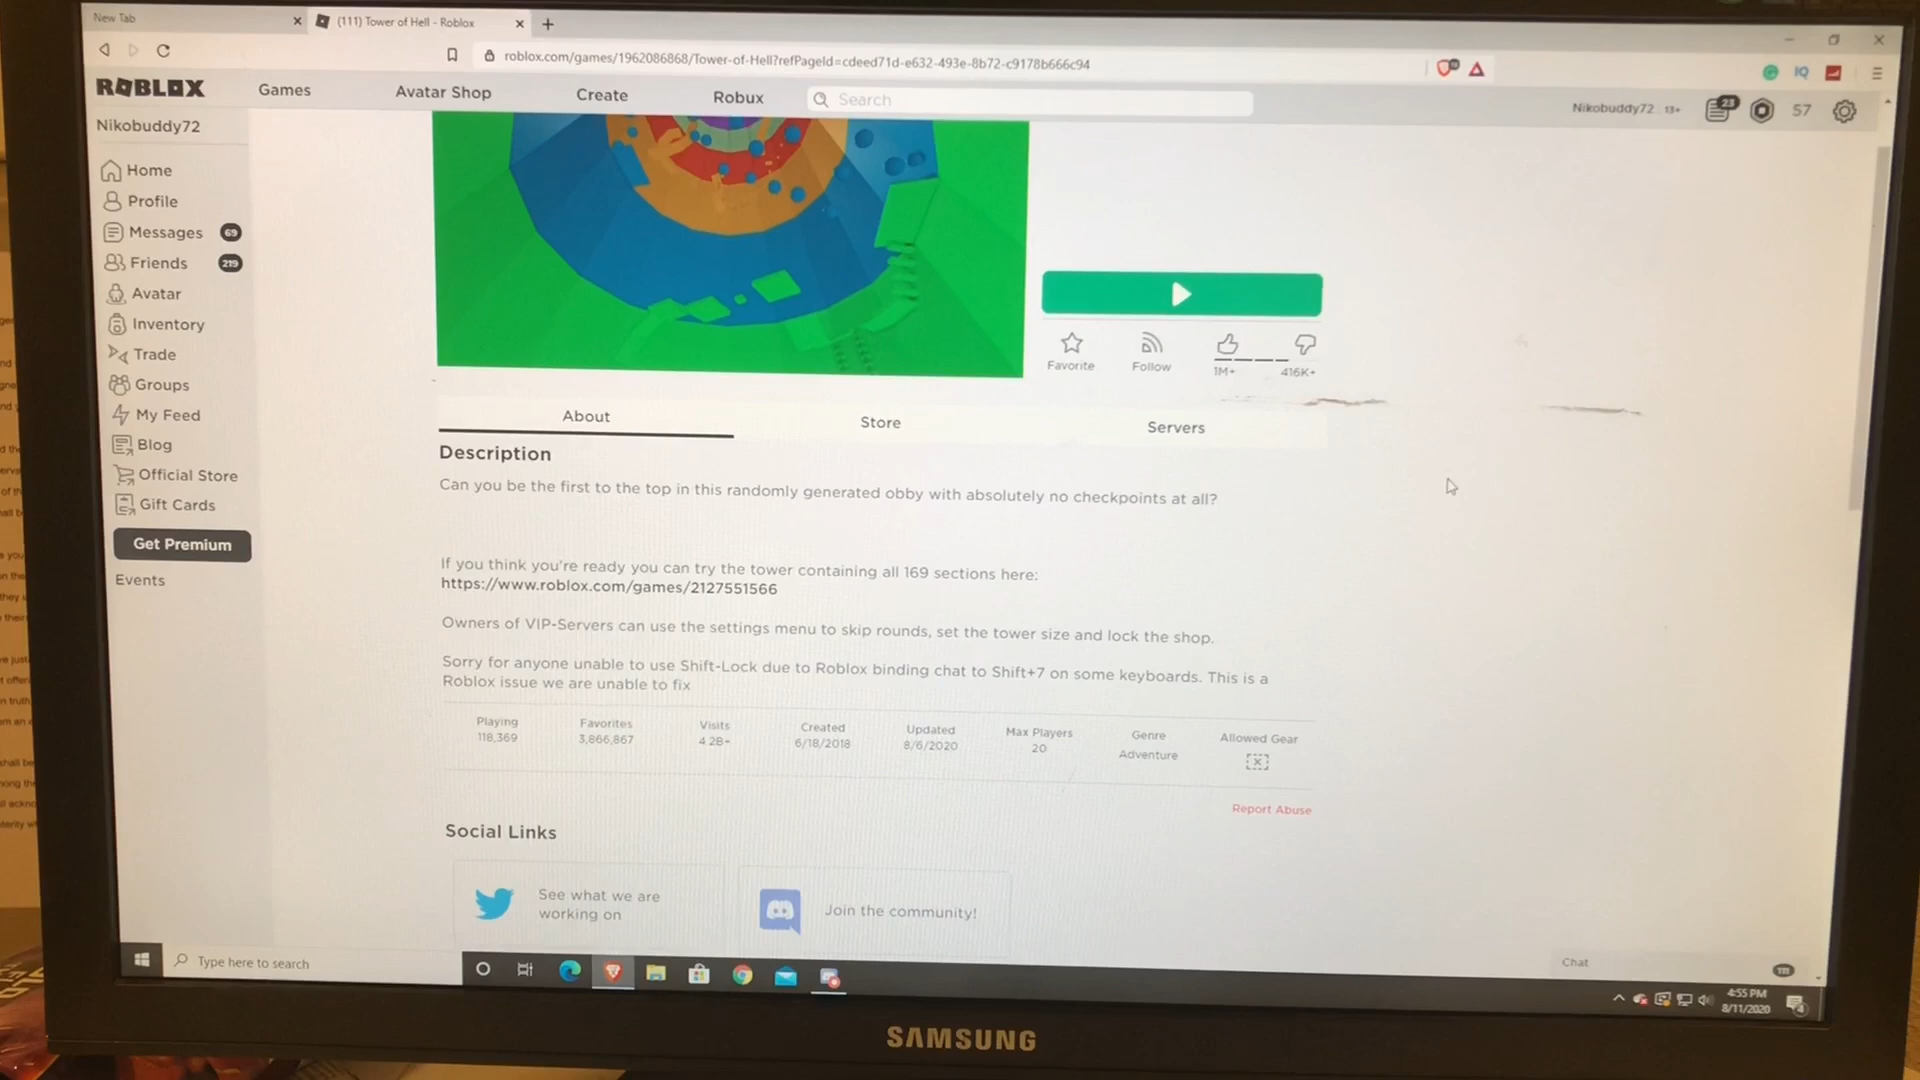 New Tab
(111) Tower of Hell - Roblox
roblox.com/games/1962086868/Tower-of-Hell?refPageId=cdeed71d-e632-493e-8b72-c9178b666c94
ROBLOX
Games
Avatar Shop
Create
Robux
Search
Nikobuddy72 13+
23
57
Nikobuddy72
Home
Profile
Messages 69
Friends 219
Avatar
Inventory
Trade
Groups
My Feed
Blog
Official Store
Gift Cards
Get Premium
Events
Favorite
Follow
1M+
416K+
About
Store
Servers
Description
Can you be the first to the top in this randomly generated obby with absolutely no checkpoints at all?
If you think you're ready you can try the tower containing all 169 sections here:
https://www.roblox.com/games/2127551566
Owners of VIP-Servers can use the settings menu to skip rounds, set the tower size and lock the shop.
Sorry for anyone unable to use Shift-Lock due to Roblox binding chat to Shift+7 on some keyboards. This is a
Roblox issue we are unable to fix
Playing Favorites Visits Created Updated Max Players Genre Allowed Gear
118,369 3,866,867 4.2B+ 6/18/2018 8/6/2020 20 Adventure
Report Abuse
Social Links
See what we are
working on
Join the community!
Chat
111
Type here to search
4:55 PM
8/11/2020
SAMSUNG